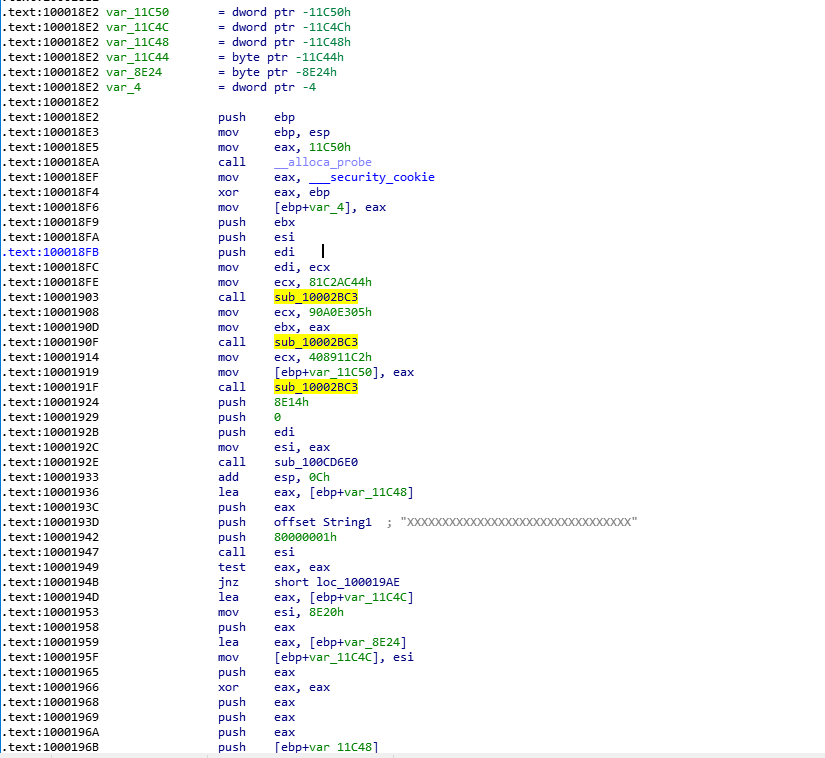 .text:100018E2 var_11C50 = dword ptr -11C50h
.text:100018E2 var_11C4C = dword ptr -11C4Ch
.text:100018E2 var_11C48 = dword ptr -11C48h
.text:100018E2 var_11C44 = byte ptr -11C44h
.text:100018E2 var_8E24 = byte ptr -8E24h
.text:100018E2 var_4 = dword ptr -4
.text:100018E2
.text:100018E2 push ebp
.text:100018E3 mov ebp, esp
.text:100018E5 mov eax, 11C50h
.text:100018EA call __alloca_probe
.text:100018EF mov eax, ___security_cookie
.text:100018F4 xor eax, ebp
.text:100018F6 mov [ebp+var_4], eax
.text:100018F9 push ebx
.text:100018FA push esi
.text:100018FB push edi
.text:100018FC mov edi, ecx
.text:100018FE mov ecx, 81C2AC44h
.text:10001903 call sub_10002BC3
.text:10001908 mov ecx, 90A0E305h
.text:1000190D mov ebx, eax
.text:1000190F call sub_10002BC3
.text:10001914 mov ecx, 408911C2h
.text:10001919 mov [ebp+var_11C50], eax
.text:1000191F call sub_10002BC3
.text:10001924 push 8E14h
.text:10001929 push 0
.text:1000192B push edi
.text:1000192C mov esi, eax
.text:1000192E call sub_100CD6E0
.text:10001933 add esp, 0Ch
.text:10001936 lea eax, [ebp+var_11C48]
.text:1000193C push eax
.text:1000193D push offset String1 ; "XXXXXXXXXXXXXXXXXXXXXXXXXXXXXXXX"
.text:10001942 push 80000001h
.text:10001947 call esi
.text:10001949 test eax, eax
.text:1000194B jnz short loc_100019AE
.text:1000194D lea eax, [ebp+var_11C4C]
.text:10001953 mov esi, 8E20h
.text:10001958 push eax
.text:10001959 lea eax, [ebp+var_8E24]
.text:1000195F mov [ebp+var_11C4C], esi
.text:10001965 push eax
.text:10001966 xor eax, eax
.text:10001968 push eax
.text:10001969 push eax
.text:1000196A push eax
.text:1000196B push [ebp+var_11C48]